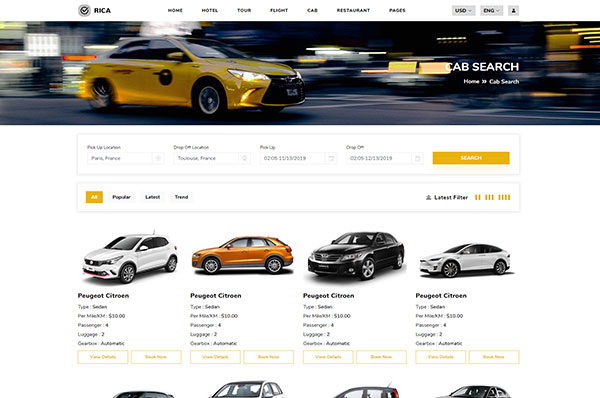 RICA
HOME HOTEL TOUR FLIGHT CAB RESTAURANT PAGES
USD ENG
CAB SEARCH
Home » Cab Search
Pick Up Location Drop Off Location Pick Up Drop Off
Paris, France Toulouse, France 02:05 11/13/2019 02:05 12/13/2019 SEARCH
All Popular Latest Trend Latest Filter
Peugeot Citroen Peugeot Citroen Peugeot Citroen Peugeot Citroen
Type : Sedan Type : Sedan Type : Sedan Type : Sedan
Per Mile/KM : $10.00 Per Mile/KM : $10.00 Per Mile/KM : $10.00 Per Mile/KM : $10.00
Passenger : 4 Passenger : 4 Passenger : 4 Passenger : 4
Luggage : 2 Luggage : 2 Luggage : 2 Luggage : 2
Gearbox : Automatic Gearbox : Automatic Gearbox : Automatic Gearbox : Automatic
View Details Book Now View Details Book Now View Details Book Now View Details Book Now